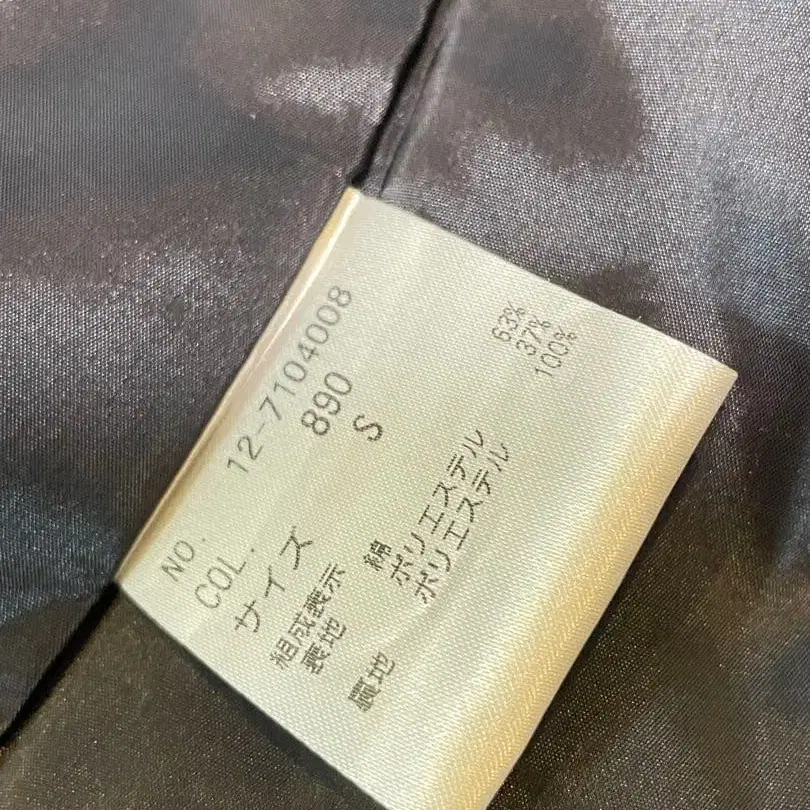 NO. 12-7104008
COL. 890
サイズ S
組成表示
表地 綿 63%
ポリエステル 37%
裏地 ポリエステル 100%